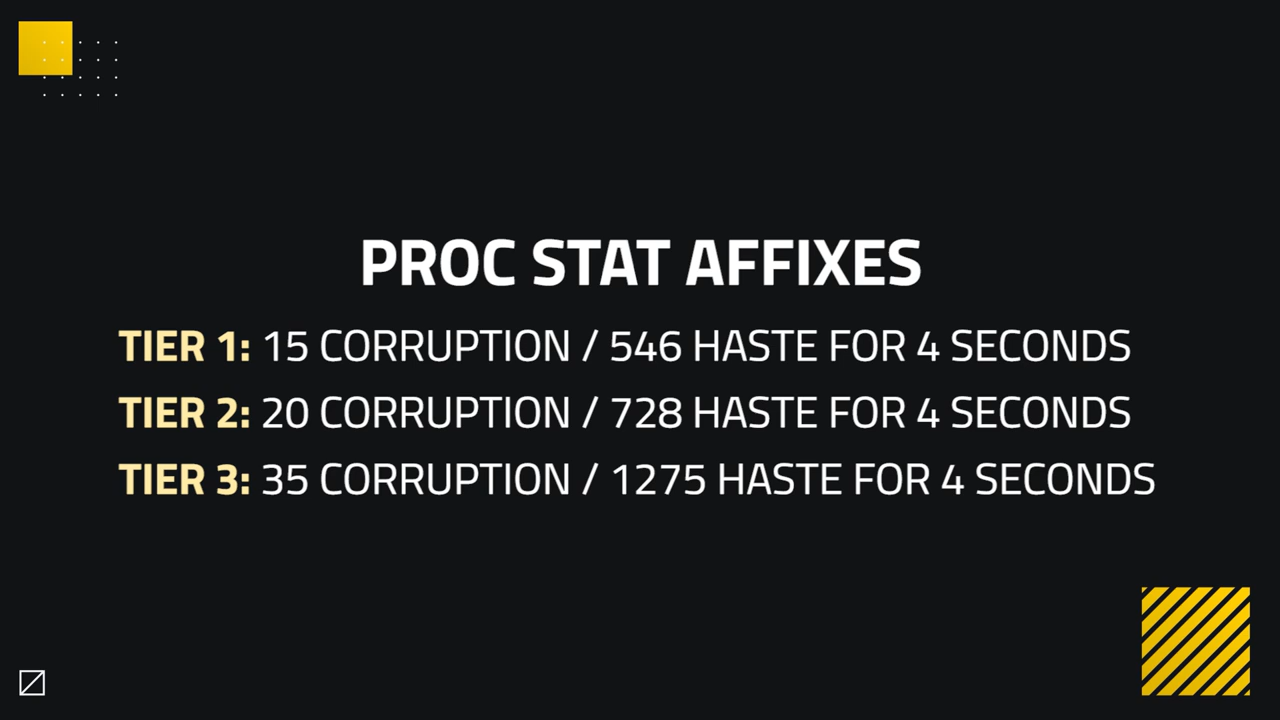 PROC STAT AFFIXES
TIER 1: 15 CORRUPTION / 546 HASTE FOR 4 SECONDS
TIER 2: 20 CORRUPTION / 728 HASTE FOR 4 SECONDS
TIER 3: 35 CORRUPTION / 1275 HASTE FOR 4 SECONDS